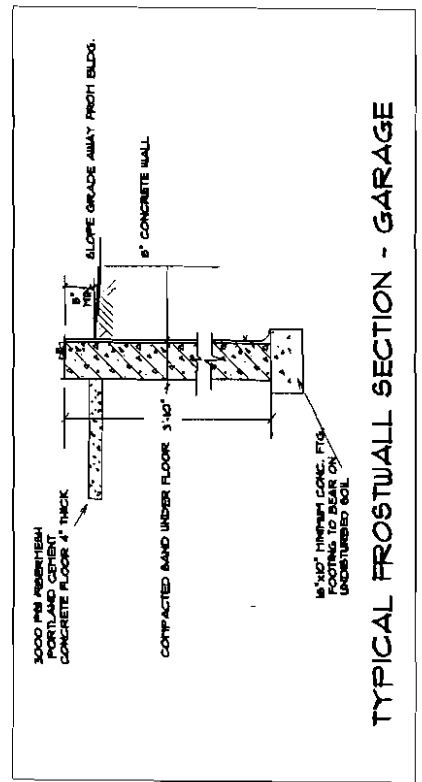 3000 PSI FIBERMESH
PORTLAND CEMENT
CONCRETE FLOOR 4" THICK
COMPACTED SAND UNDER FLOOR
3'10"
16"x10" MINIMUM CONC. FTG.
FOOTING TO BEAR ON
UNDISTURBED SOIL
8"
MIN.
SLOPE GRADE AWAY FROM BLDG.
8" CONCRETE WALL
TYPICAL FROSTWALL SECTION - GARAGE